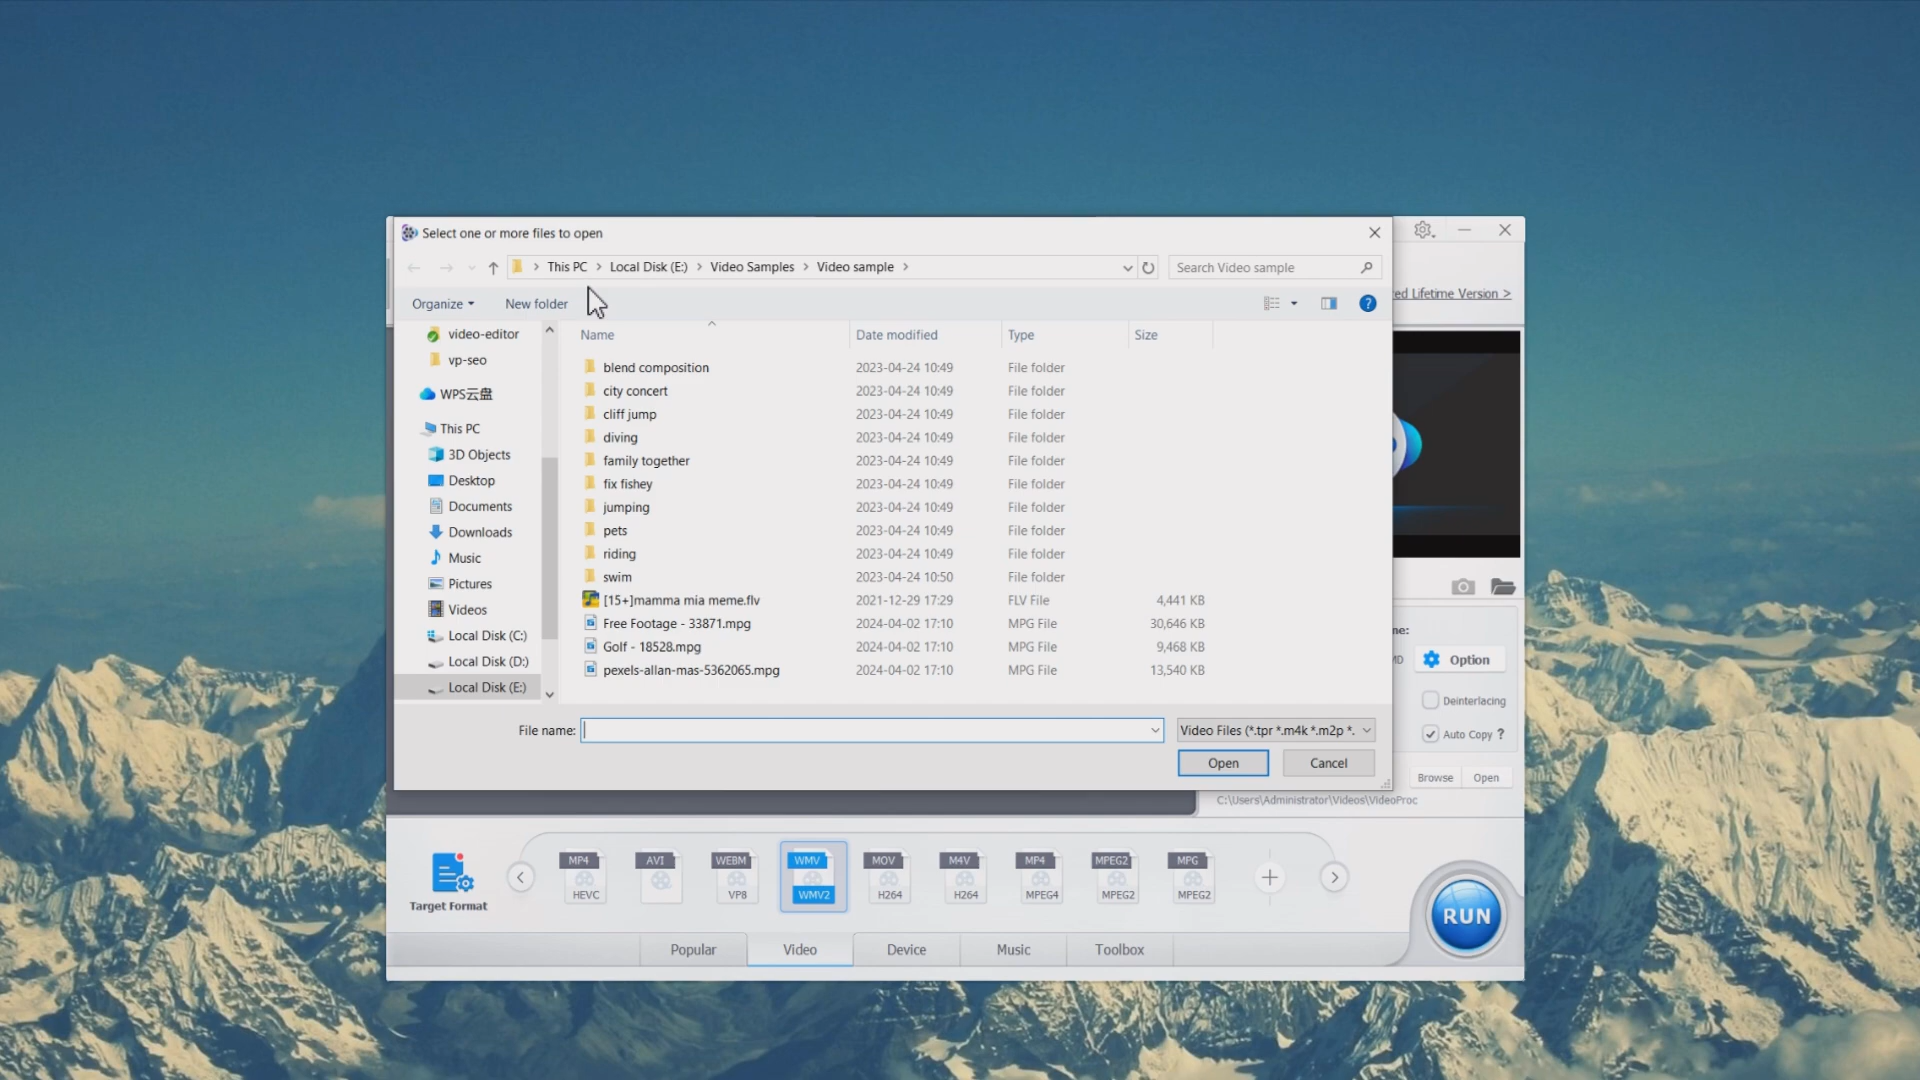 Select one or more files to open
This PC > Local Disk (E:) > Video Samples > Video sample >
Search Video sample
Organize
New folder
ed Lifetime Version >
Name
Date modified
Type
Size
video-editor
vp-seo
WPS云盘
This PC
3D Objects
Desktop
Documents
Downloads
Music
Pictures
Videos
Local Disk (C:)
Local Disk (D:)
Local Disk (E:)
blend composition 2023-04-24 10:49 File folder
city concert 2023-04-24 10:49 File folder
cliff jump 2023-04-24 10:49 File folder
diving 2023-04-24 10:49 File folder
family together 2023-04-24 10:49 File folder
fix fishey 2023-04-24 10:49 File folder
jumping 2023-04-24 10:49 File folder
pets 2023-04-24 10:49 File folder
riding 2023-04-24 10:49 File folder
swim 2023-04-24 10:50 File folder
[15+]mamma mia meme.flv 2021-12-29 17:29 FLV File 4,441 KB
Free Footage - 33871.mpg 2024-04-02 17:10 MPG File 30,646 KB
Golf - 18528.mpg 2024-04-02 17:10 MPG File 9,468 KB
pexels-allan-mas-5362065.mpg 2024-04-02 17:10 MPG File 13,540 KB
File name:
Video Files (*.tpr *.m4k *.m2p *.
Open
Cancel
ne:
MD
Option
Deinterlacing
Auto Copy ?
Browse
Open
C:\Users\Administrator\Videos\VideoProc
Target Format
MP4 HEVC
AVI
WEBM VP8
WMV WMV2
MOV H264
M4V H264
MP4 MPEG4
MPEG2 MPEG2
MPG MPEG2
RUN
Popular
Video
Device
Music
Toolbox